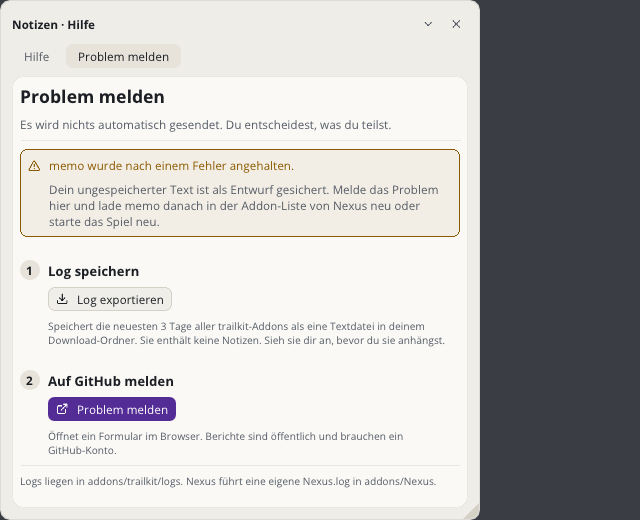 Notizen · Hilfe
Hilfe
Problem melden
Problem melden
Es wird nichts automatisch gesendet. Du entscheidest, was du teilst.
memo wurde nach einem Fehler angehalten.
Dein ungespeicherter Text ist als Entwurf gesichert. Melde das Problem
hier und lade memo danach in der Addon-Liste von Nexus neu oder
starte das Spiel neu.
1 Log speichern
Log exportieren
Speichert die neuesten 3 Tage aller trailkit-Addons als eine Textdatei in deinem
Download-Ordner. Sie enthält keine Notizen. Sieh sie dir an, bevor du sie anhängst.
2 Auf GitHub melden
Problem melden
Öffnet ein Formular im Browser. Berichte sind öffentlich und brauchen ein
GitHub-Konto.
Logs liegen in addons/trailkit/logs. Nexus führt eine eigene Nexus.log in addons/Nexus.